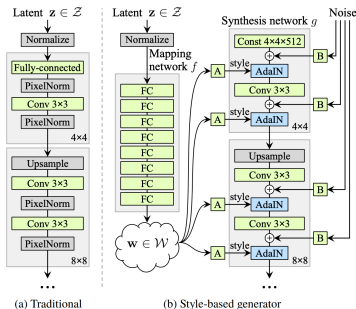 Latent z ∈ Z
Normalize
Fully-connected
PixelNorm
Conv 3×3
PixelNorm
4×4
Upsample
Conv 3×3
PixelNorm
Conv 3×3
PixelNorm
8×8
...
(a) Traditional
Latent z ∈ Z
Normalize
Mapping
network f
FC
FC
FC
FC
FC
FC
FC
FC
w ∈ W
A
style
A
style
A
style
A
style
Synthesis network g
Noise
Const 4×4×512
B
AdaIN
Conv 3×3
B
AdaIN
4×4
Upsample
Conv 3×3
B
AdaIN
Conv 3×3
B
AdaIN
8×8
...
(b) Style-based generator